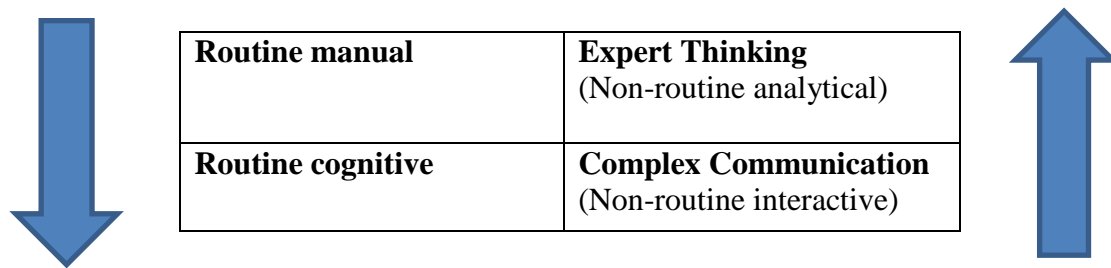 Routine manual
Expert Thinking
(Non-routine analytical)
Routine cognitive
Complex Communication
(Non-routine interactive)